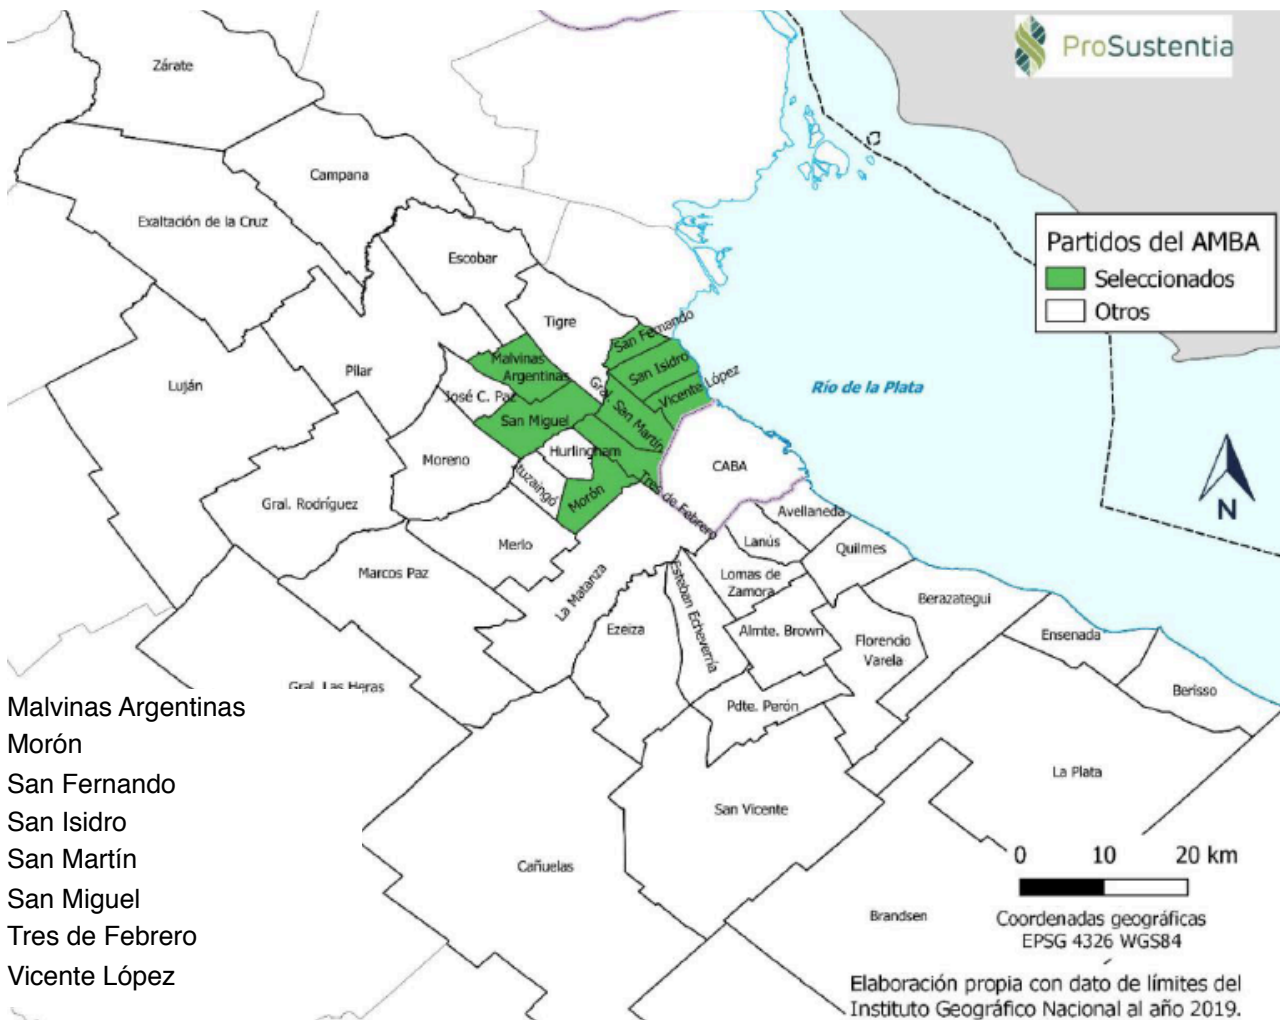 ProSustentia
Zárate
Campana
Exaltación de la Cruz
Escobar
Partidos del AMBA
Seleccionados
Otros
Tigre
San Fernando
Malvinas
Argentinas
San Isidro
Pilar
Luján
José C. Paz
Vicente López
Río de la Plata
Gral. San Martín
San Miguel
Hurlingham
Moreno
CABA
Ituzaingó
Morón
Tres de Febrero
N
Gral. Rodríguez
Avellaneda
Merlo
Lanús
Quilmes
Marcos Paz
La Matanza
Esteban Echeverría
Lomas de
Zamora
Berazategui
Ezeiza
Almte. Brown
Florencio
Varela
Ensenada
Gral. Las Heras
Berisso
Pdte. Perón
Malvinas Argentinas
Morón
San Fernando
San Isidro
San Martín
San Miguel
Tres de Febrero
Vicente López
La Plata
San Vicente
Cañuelas
Brandsen
0 10 20 km
Coordenadas geográficas
EPSG 4326 WGS84
Elaboración propia con dato de límites del
Instituto Geográfico Nacional al año 2019.